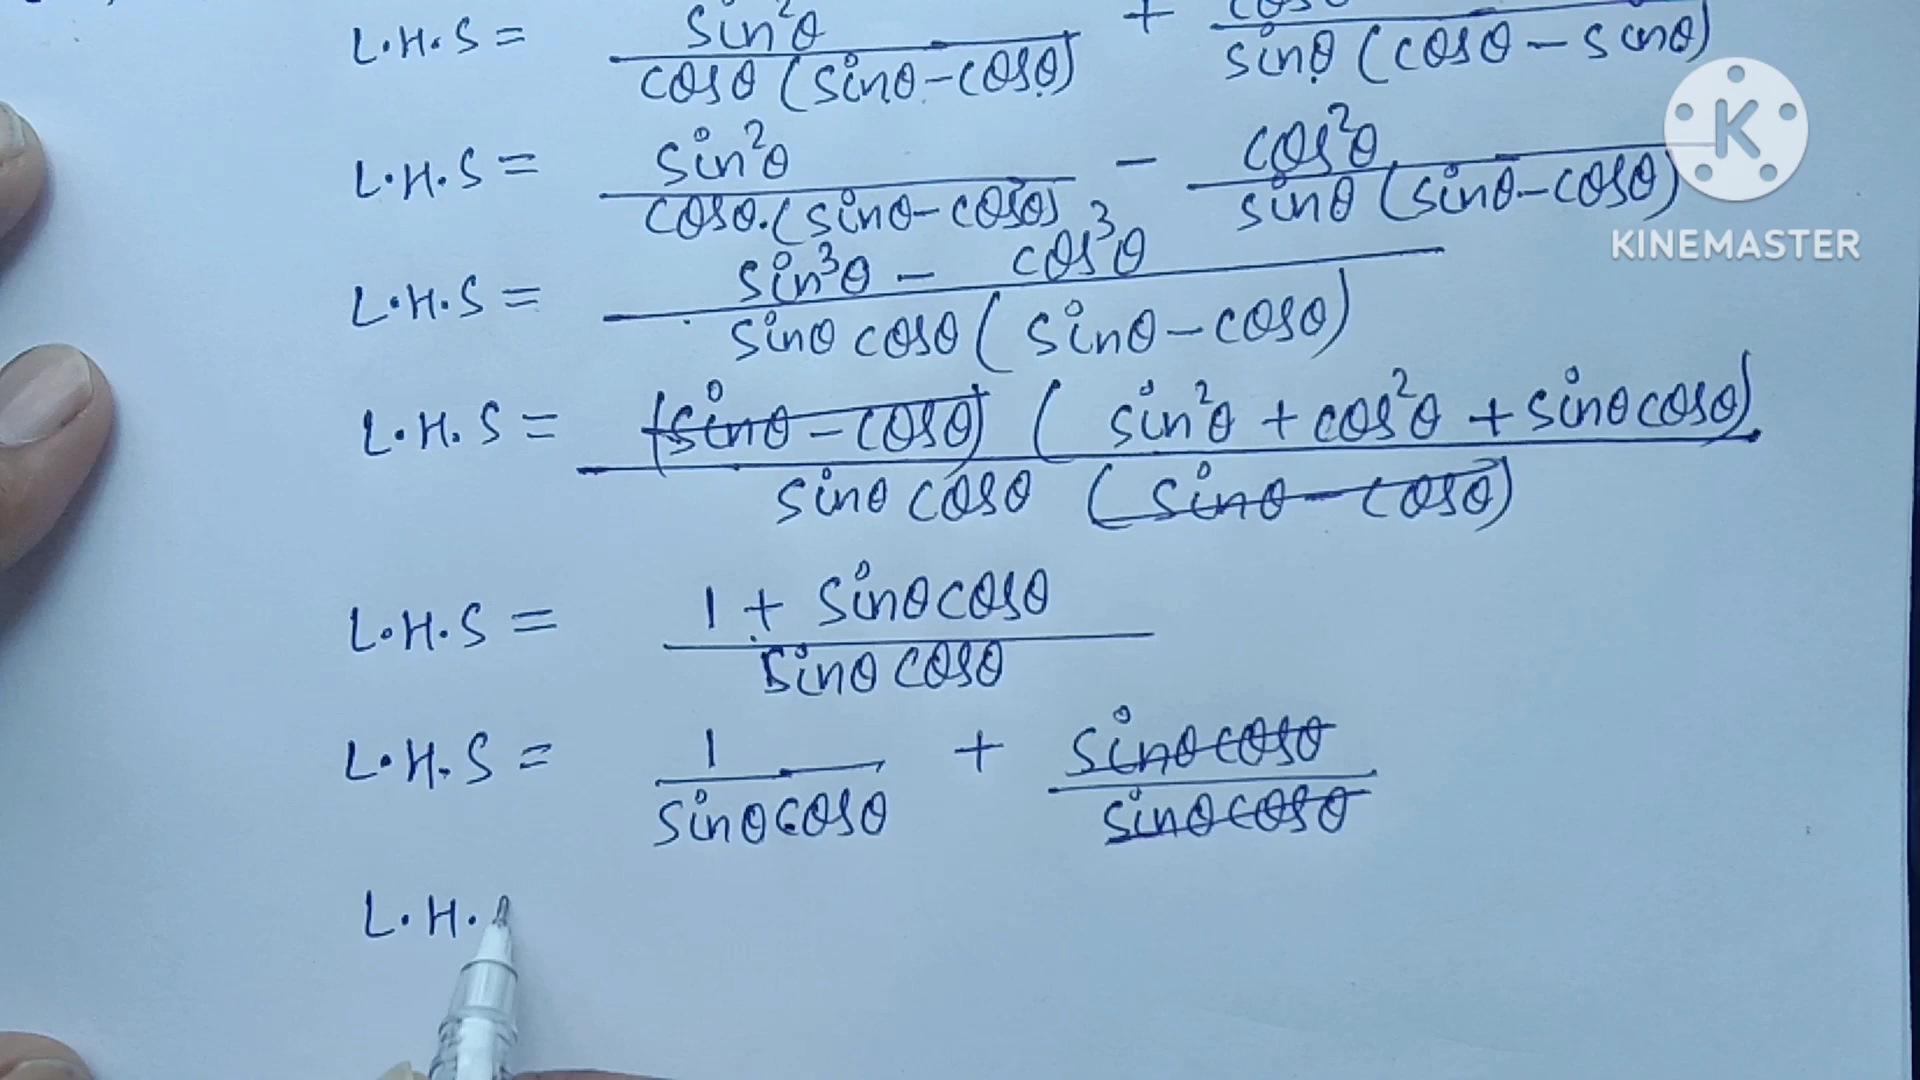 L.H.S = sin²θ / cosθ (sinθ - cosθ) + / sinθ (cosθ - sinθ)
L.H.S = sin²θ / cosθ.(sinθ - cosθ) - cos²θ / sinθ (sinθ - cosθ)
L.H.S = sin³θ - cos³θ / sinθ cosθ (sinθ - cosθ)
L.H.S = (sinθ - cosθ) (sin²θ + cos²θ + sinθ cosθ) / sinθ cosθ (sinθ - cosθ)
L.H.S = 1 + sinθ cosθ / sinθ cosθ
L.H.S = 1 / sinθ cosθ + sinθ cosθ / sinθ cosθ
L.H.
K
KINEMASTER